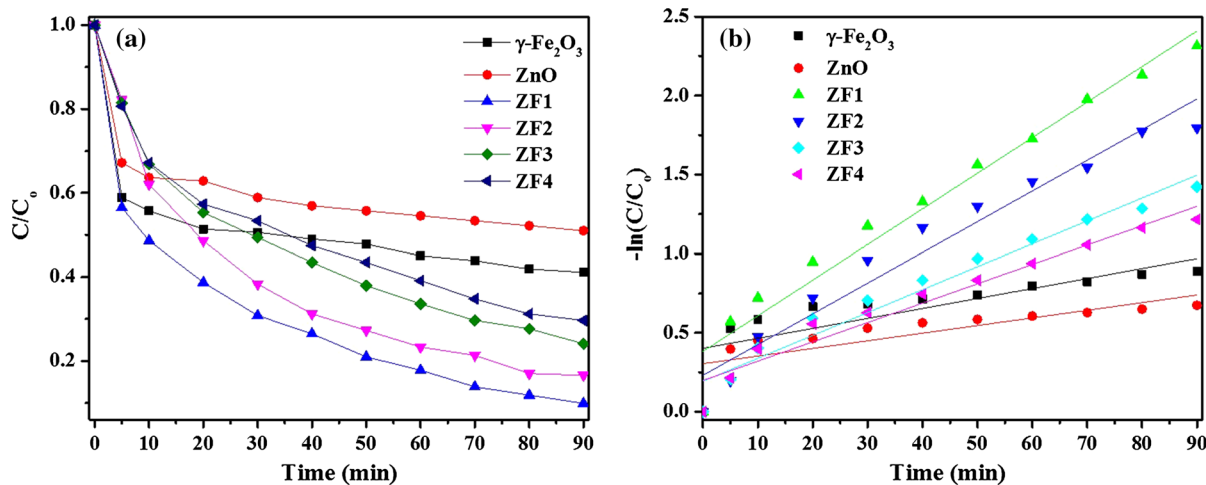 (a)
γ-Fe₂O₃
ZnO
ZF1
ZF2
ZF3
ZF4
C/Cₒ
1.0
0.8
0.6
0.4
0.2
0 10 20 30 40 50 60 70 80 90
Time (min)
(b)
γ-Fe₂O₃
ZnO
ZF1
ZF2
ZF3
ZF4
-ln(C/Cₒ)
2.5
2.0
1.5
1.0
0.5
0.0
0 10 20 30 40 50 60 70 80 90
Time (min)